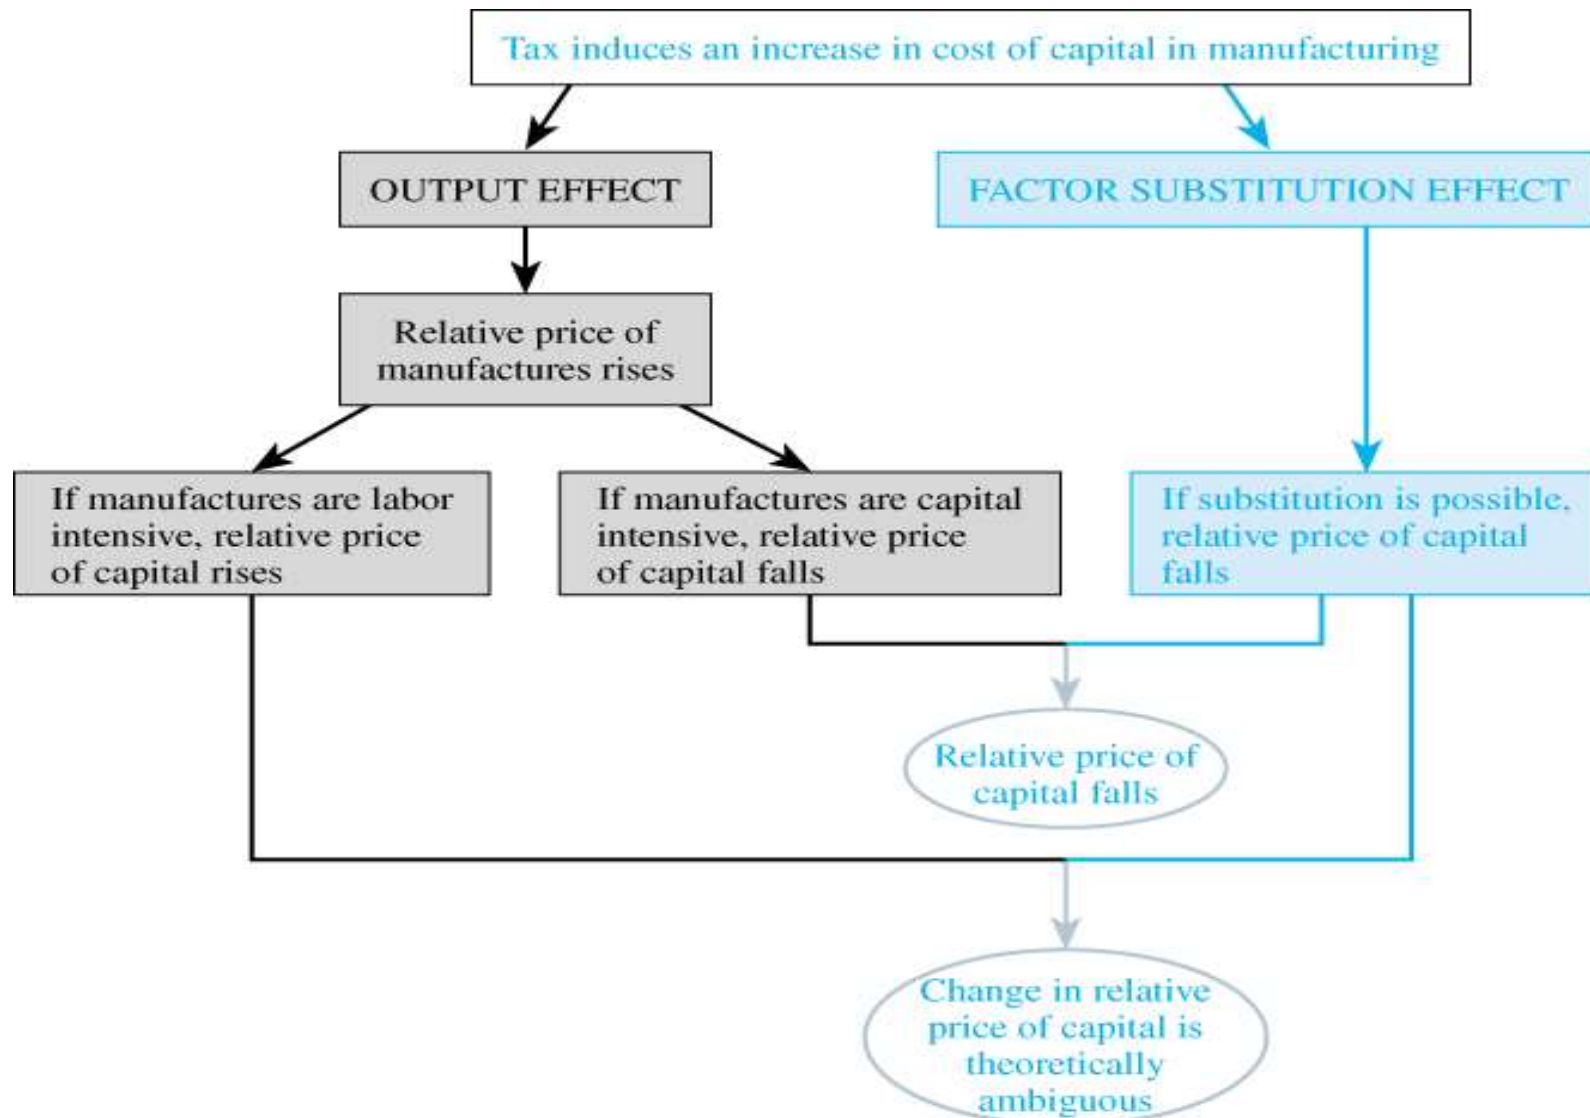 Tax induces an increase in cost of capital in manufacturing
OUTPUT EFFECT
FACTOR SUBSTITUTION EFFECT
Relative price of
manufactures rises
If manufactures are labor
intensive, relative price
of capital rises
If manufactures are capital
intensive, relative price
of capital falls
If substitution is possible,
relative price of capital
falls
Relative price of
capital falls
Change in relative
price of capital is
theoretically
ambiguous